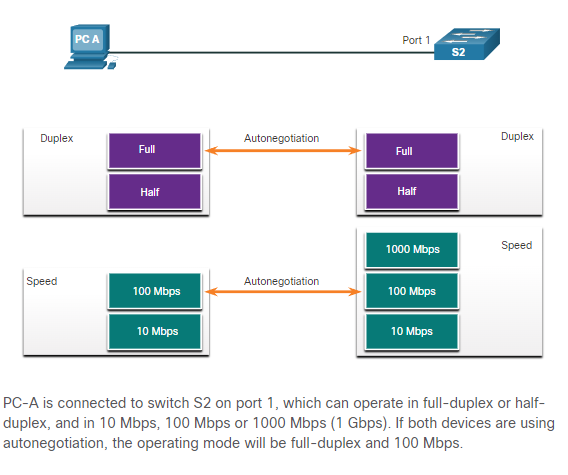 PC A
Port 1
S2
Duplex
Autonegotiation
Duplex
Full
Full
Half
Half
1000 Mbps
Speed
Speed
Autonegotiation
100 Mbps
100 Mbps
10 Mbps
10 Mbps
PC-A is connected to switch S2 on port 1, which can operate in full-duplex or half-
duplex, and in 10 Mbps, 100 Mbps or 1000 Mbps (1 Gbps). If both devices are using
autonegotiation, the operating mode will be full-duplex and 100 Mbps.